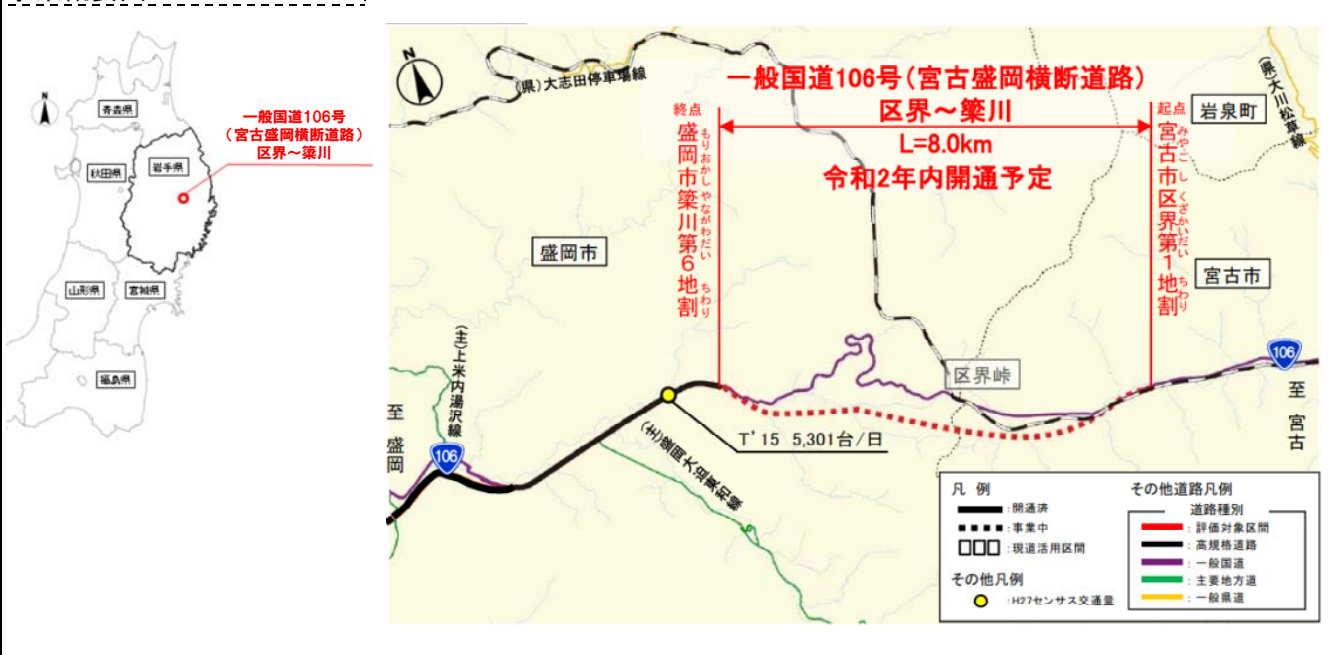 N
青森県
秋田県
岩手県
山形県
宮城県
福島県
一般国道106号
（宮古盛岡横断道路）
区界～簗川
N
(県)大志田停車場線
一般国道106号(宮古盛岡横断道路)
区界～簗川
L=8.0km
令和2年内開通予定
終点
盛岡市簗川第6地割
もりおかし やながわだい ちわり
起点
宮古市区界第1地割
みやこ し くざかいだい ちわり
岩泉町
(県)大川松草線
盛岡市
宮古市
区界峠
106
至 宮古
(主)上米内湯沢線
至 盛岡
106
T'15 5,301台/日
(主)盛岡大迫東和線
凡 例
:開通済
:事業中
:現道活用区間
その他凡例
:H27センサス交通量
その他道路凡例
道路種別
：評価対象区間
：高規格道路
：一般国道
：主要地方道
：一般県道